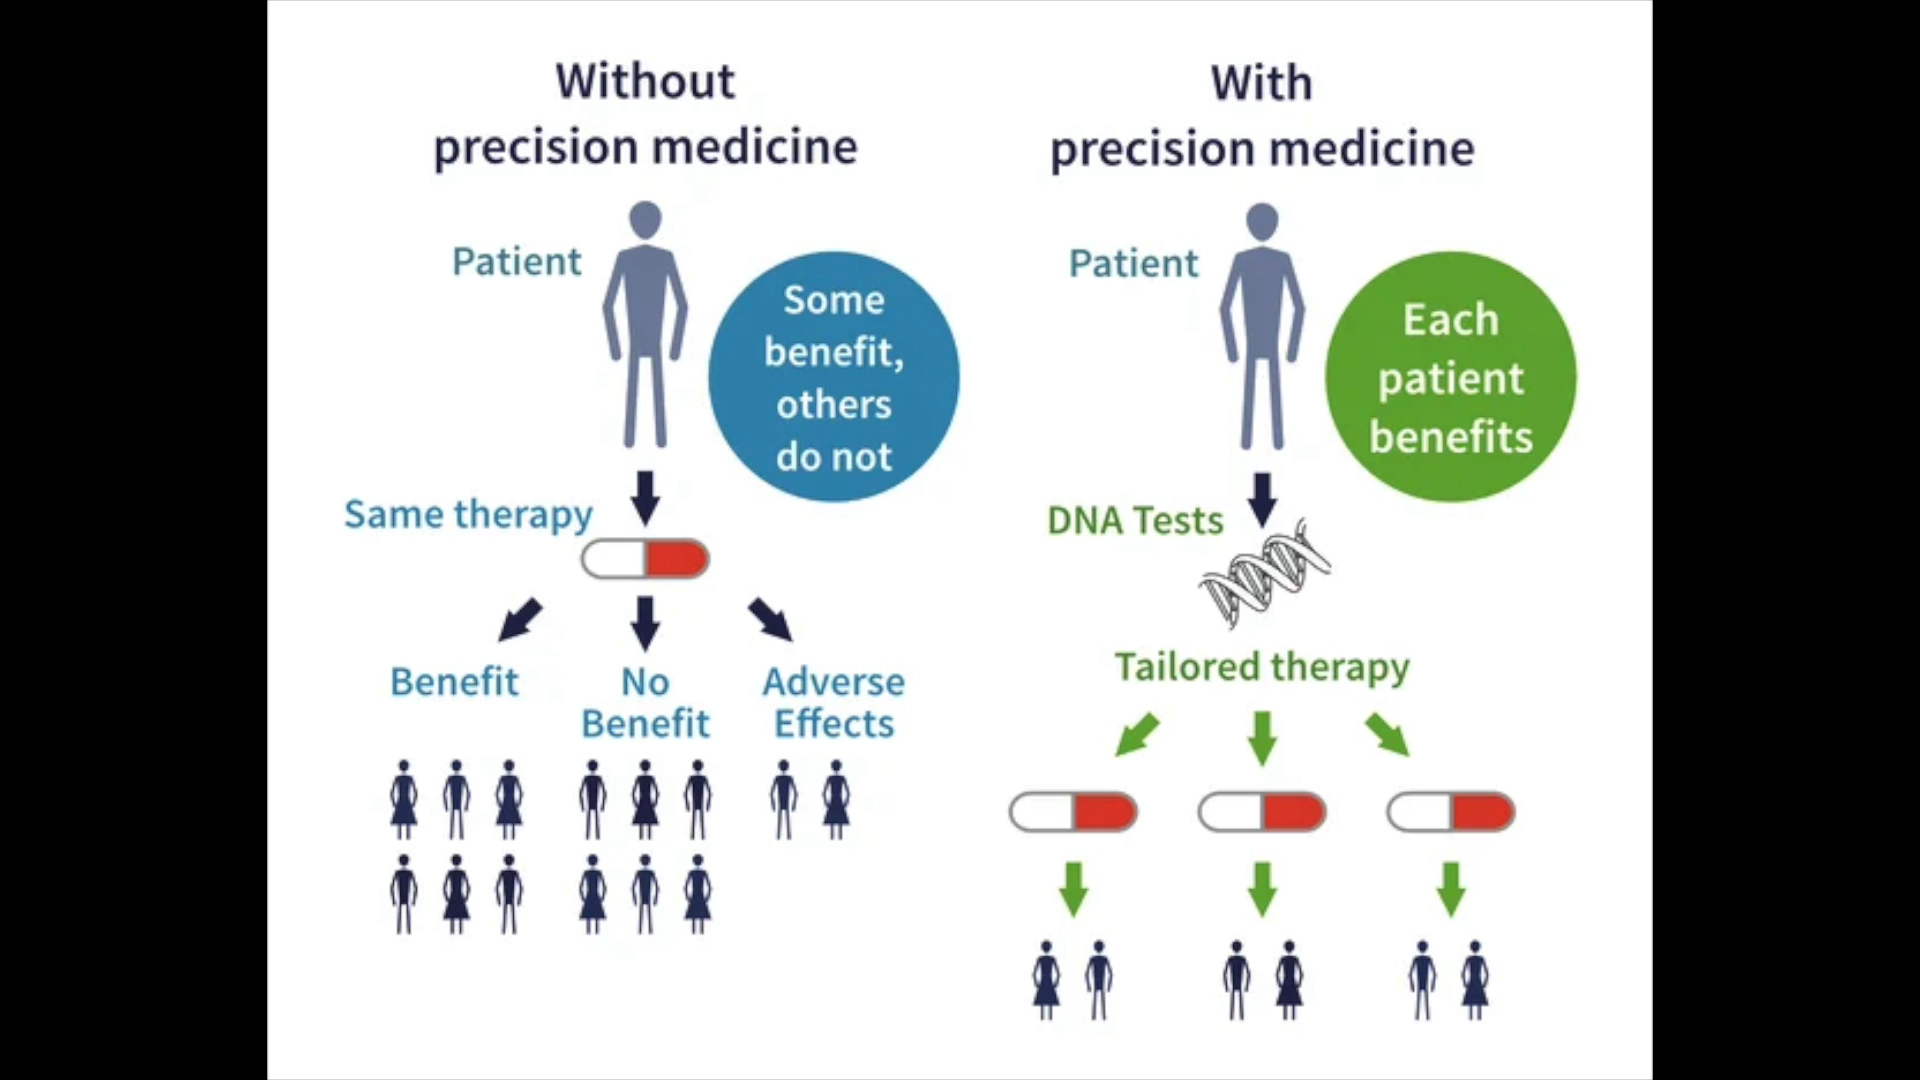 Without
precision medicine
Patient
Some
benefit,
others
do not
Same therapy
Benefit
No
Benefit
Adverse
Effects
With
precision medicine
Patient
Each
patient
benefits
DNA Tests
Tailored therapy